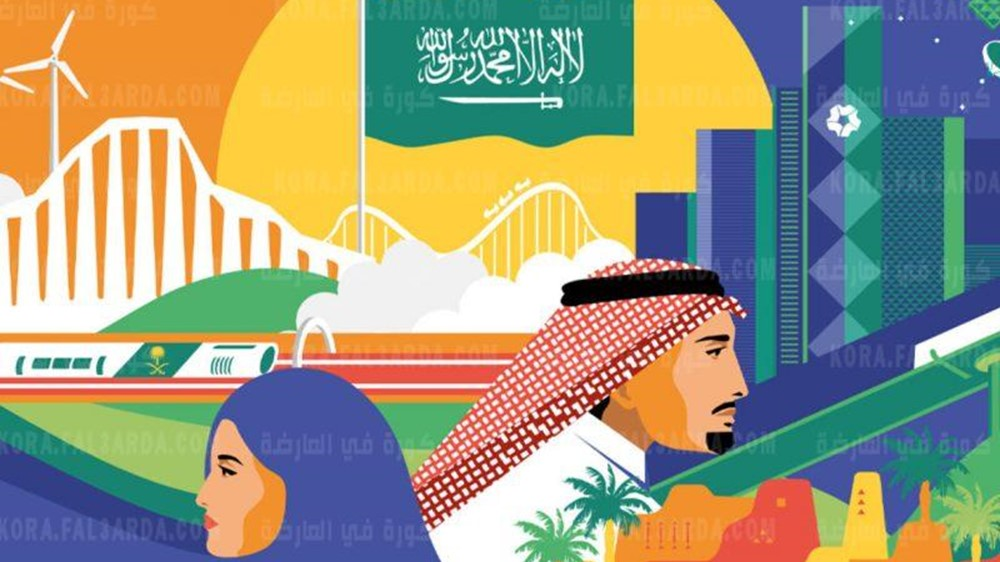 لا إله إلا الله محمد رسول الله
KORA.FAL3ARDA.COM
كورة في العارضة